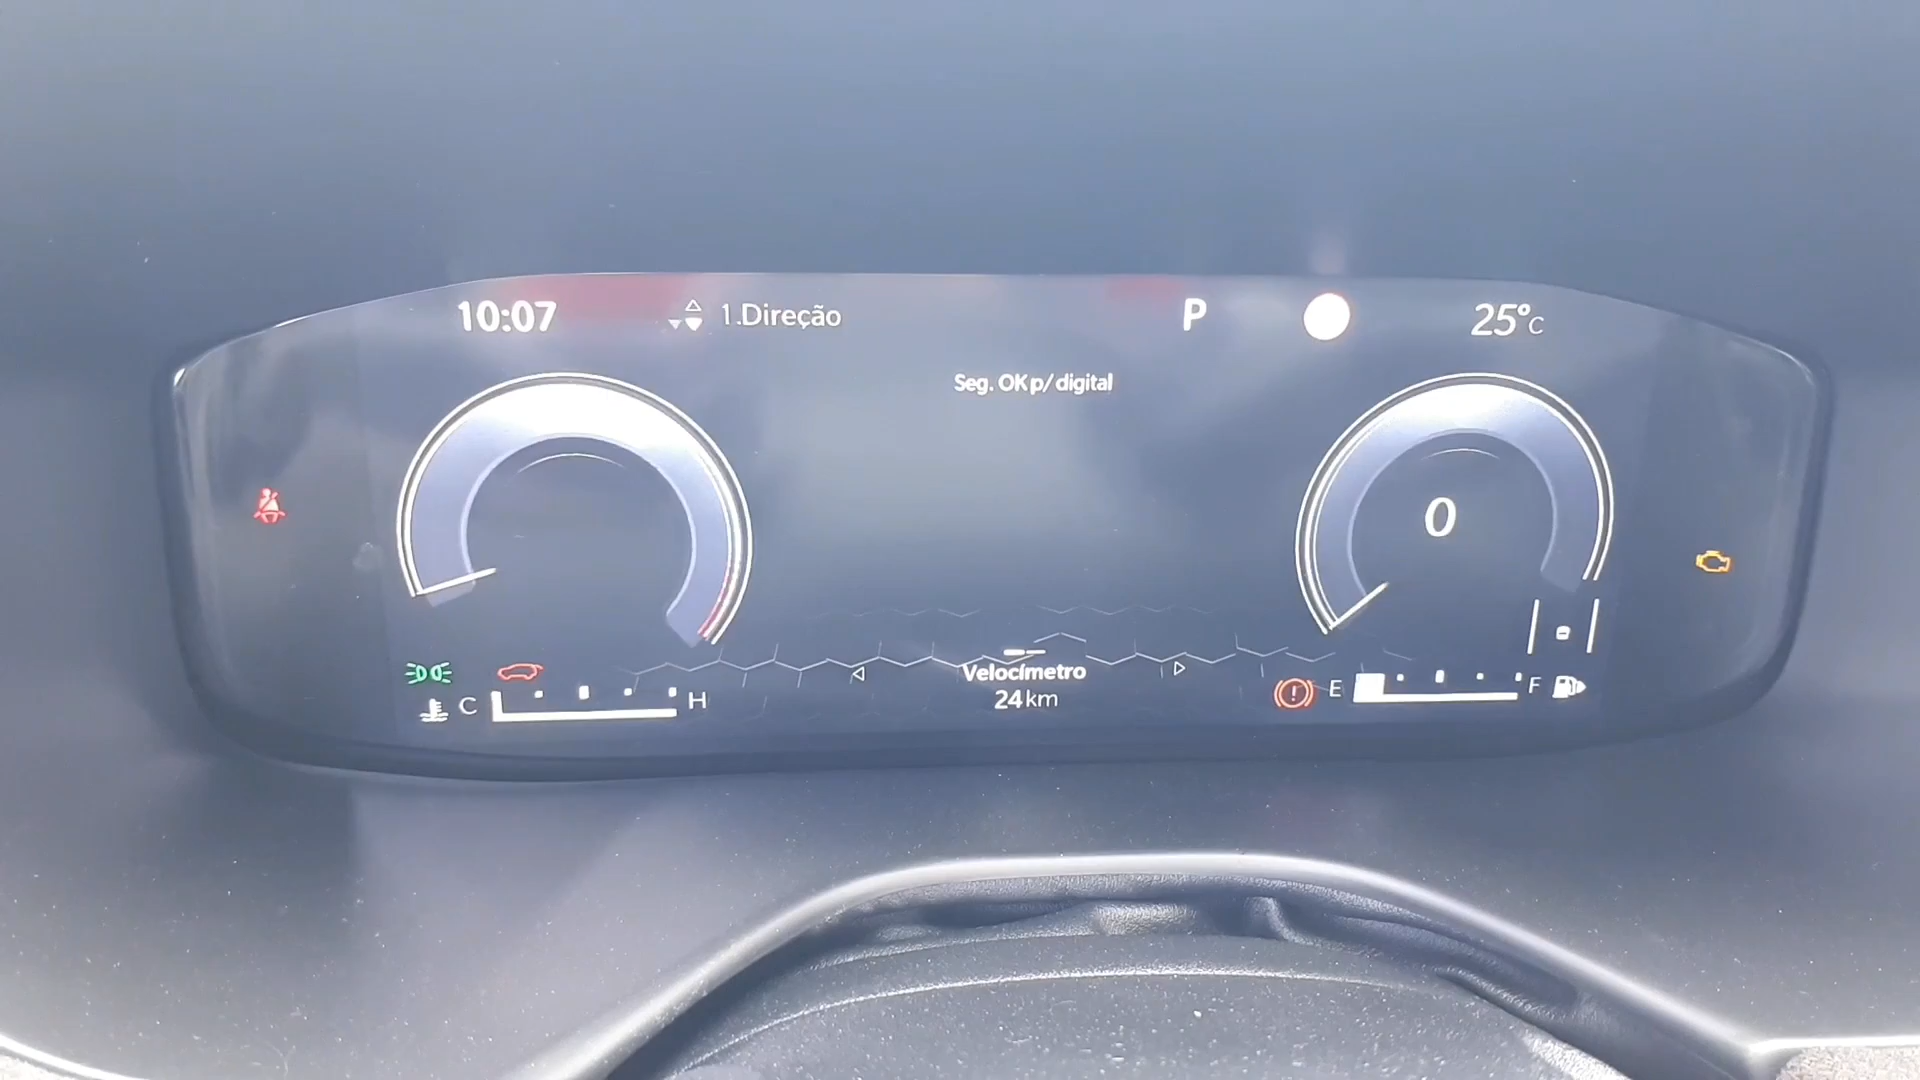 10:07
1.Direção
P
25°C
Seg. OK p/ digital
0
Velocímetro
24 km
C
H
E
F